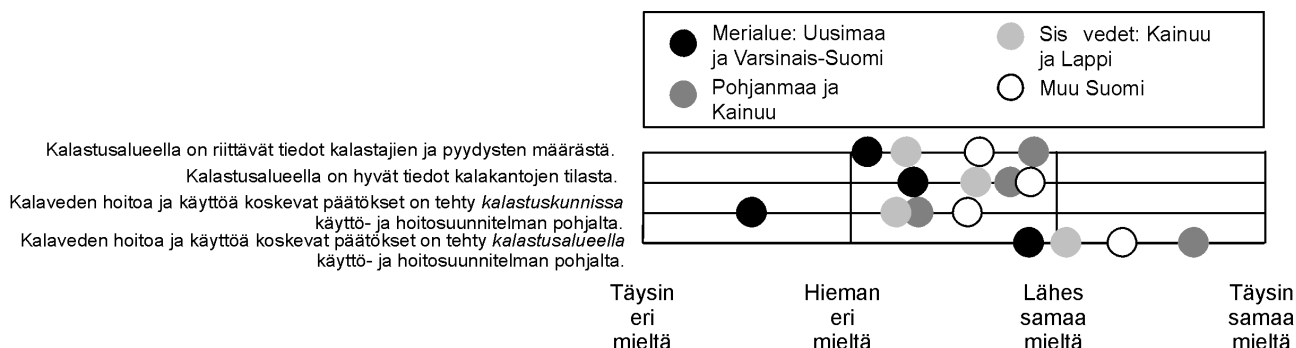 Merialue: Uusimaa
ja Varsinais-Suomi
Pohjanmaa ja
Kainuu
Sis vedet: Kainuu
ja Lappi
Muu Suomi
Kalastusalueella on riittävät tiedot kalastajien ja pyydysten määrästä.
Kalastusalueella on hyvät tiedot kalakantojen tilasta.
Kalaveden hoitoa ja käyttöä koskevat päätökset on tehty kalastuskunnissa
käyttö- ja hoitosuunnitelman pohjalta.
Kalaveden hoitoa ja käyttöä koskevat päätökset on tehty kalastusalueella
käyttö- ja hoitosuunnitelman pohjalta.
Täysin
eri
mieltä
Hieman
eri
mieltä
Lähes
samaa
mieltä
Täysin
samaa
mieltä